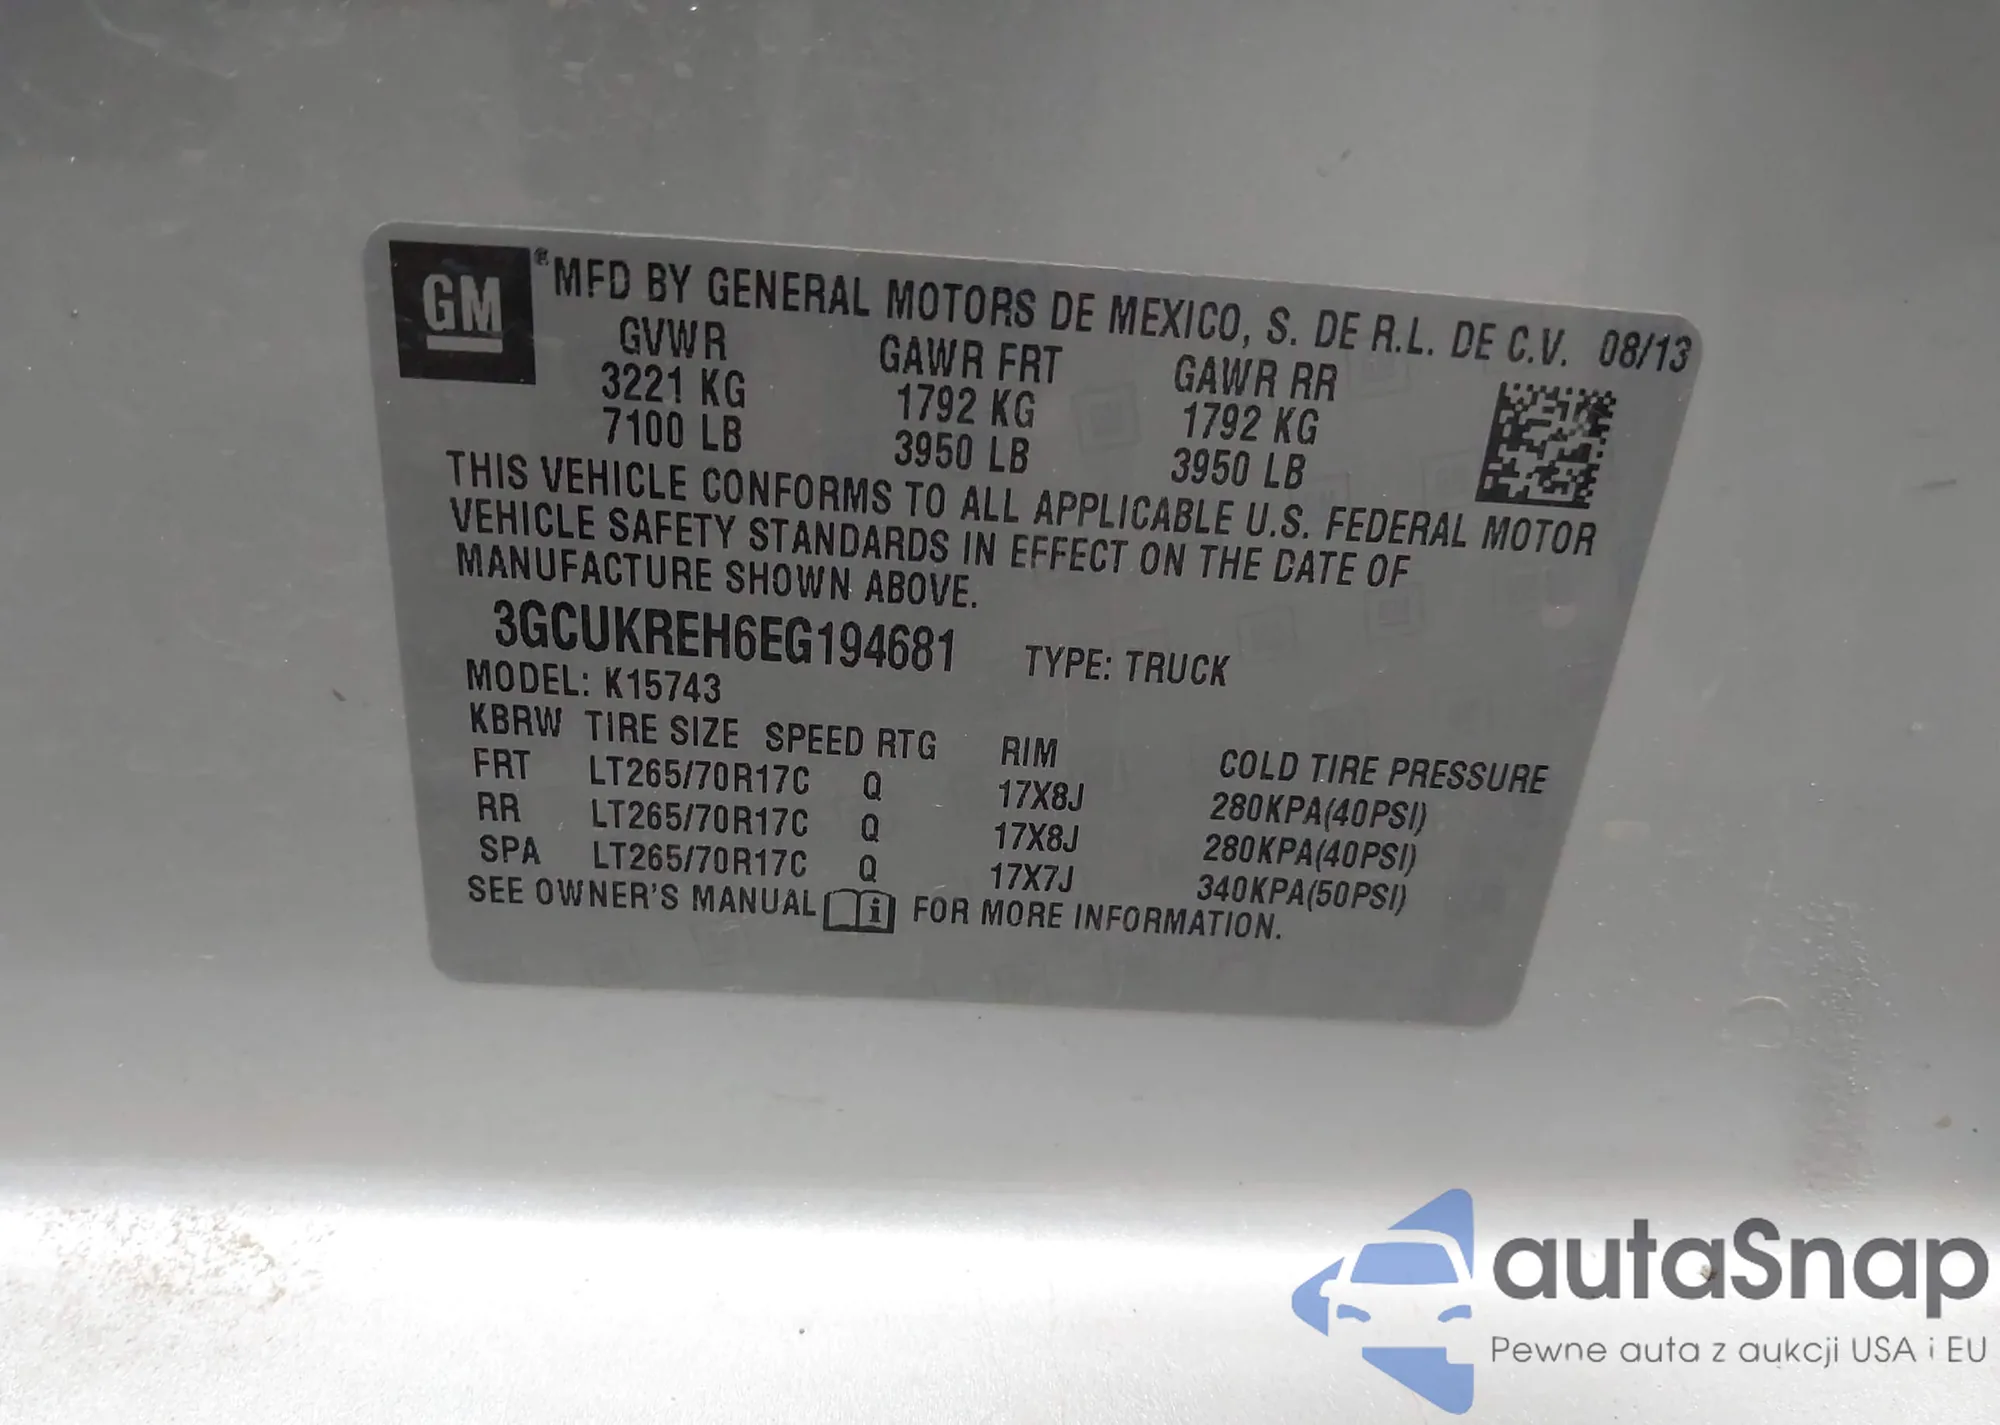 GM ® MFD BY GENERAL MOTORS DE MEXICO, S. DE R.L. DE C.V. 08/13
GVWR GAWR FRT GAWR RR
3221 KG 1792 KG 1792 KG
7100 LB 3950 LB 3950 LB
THIS VEHICLE CONFORMS TO ALL APPLICABLE U.S. FEDERAL MOTOR
VEHICLE SAFETY STANDARDS IN EFFECT ON THE DATE OF
MANUFACTURE SHOWN ABOVE.
3GCUKREH6EG194681 TYPE: TRUCK
MODEL: K15743
KBRW TIRE SIZE SPEED RTG RIM COLD TIRE PRESSURE
FRT LT265/70R17C Q 17X8J 280KPA(40PSI)
RR LT265/70R17C Q 17X8J 280KPA(40PSI)
SPA LT265/70R17C Q 17X7J 340KPA(50PSI)
SEE OWNER'S MANUAL i FOR MORE INFORMATION.
autaSnap
Pewne auta z aukcji USA i EU